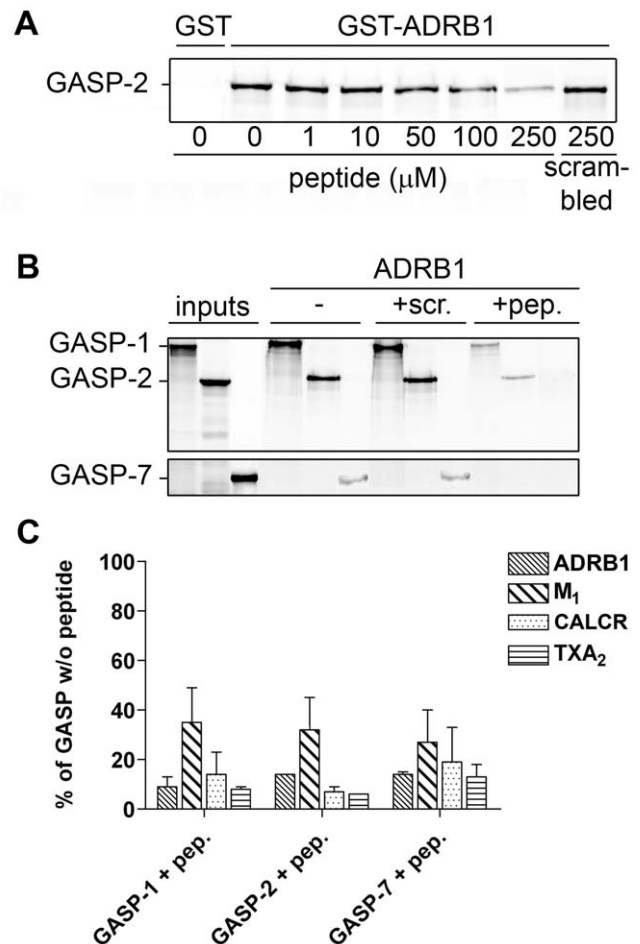 A
GST GST-ADRB1
GASP-2
0 0 1 10 50 100 250 250
peptide (μM) scram-
bled
B
ADRB1
inputs - +scr. +pep.
GASP-1
GASP-2
GASP-7
C
100
80
60
40
20
0
% of GASP w/o peptide
ADRB1
M₁
CALCR
TXA₂
GASP-1 + pep.
GASP-2 + pep.
GASP-7 + pep.